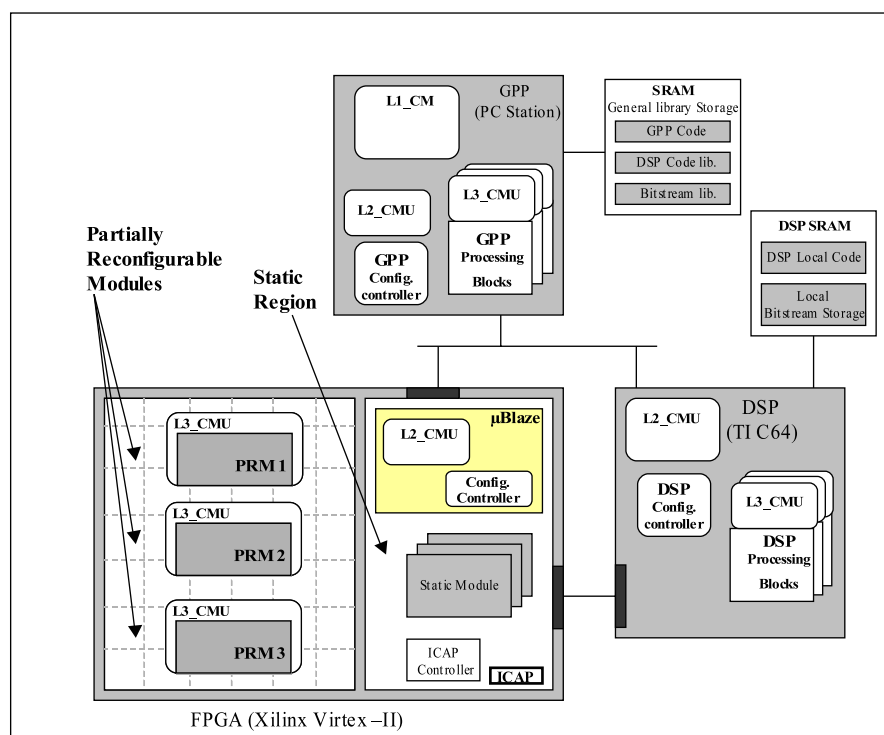 GPP
(PC Station)
L1_CM
L2_CMU
GPP
Config.
controller
L3_CMU
GPP
Processing
Blocks
SRAM
General library Storage
GPP Code
DSP Code lib.
Bitstream lib.
DSP SRAM
DSP Local Code
Local
Bitstream Storage
Partially
Reconfigurable
Modules
Static
Region
L3_CMU
PRM 1
L3_CMU
PRM 2
L3_CMU
PRM 3
µBlaze
L2_CMU
Config.
Controller
Static Module
ICAP
Controller
ICAP
DSP
(TI C64)
L2_CMU
DSP
Config.
controller
L3_CMU
DSP
Processing
Blocks
FPGA (Xilinx Virtex –II)